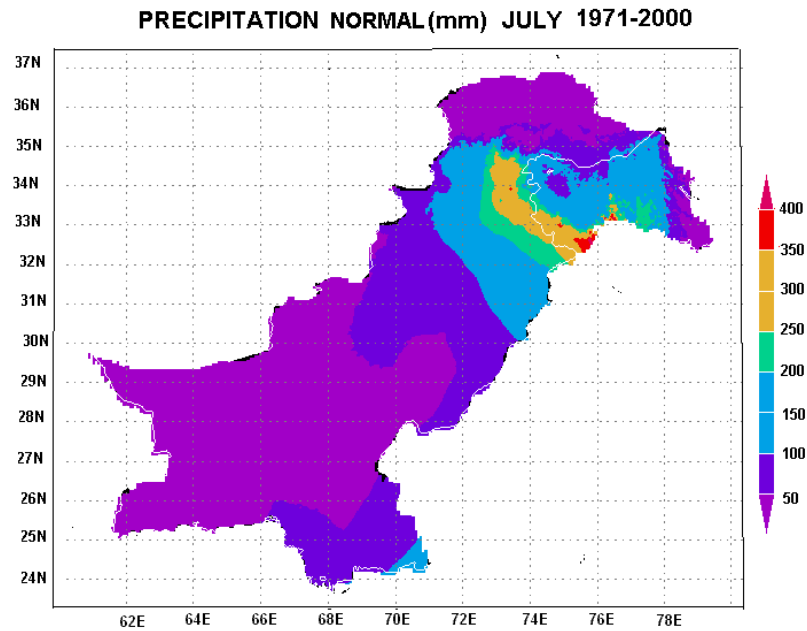 PRECIPITATION NORMAL(mm) JULY 1971-2000
37N
36N
35N
34N
33N
32N
31N
30N
29N
28N
27N
26N
25N
24N
62E 64E 66E 68E 70E 72E 74E 76E 78E
400
350
300
250
200
150
100
50